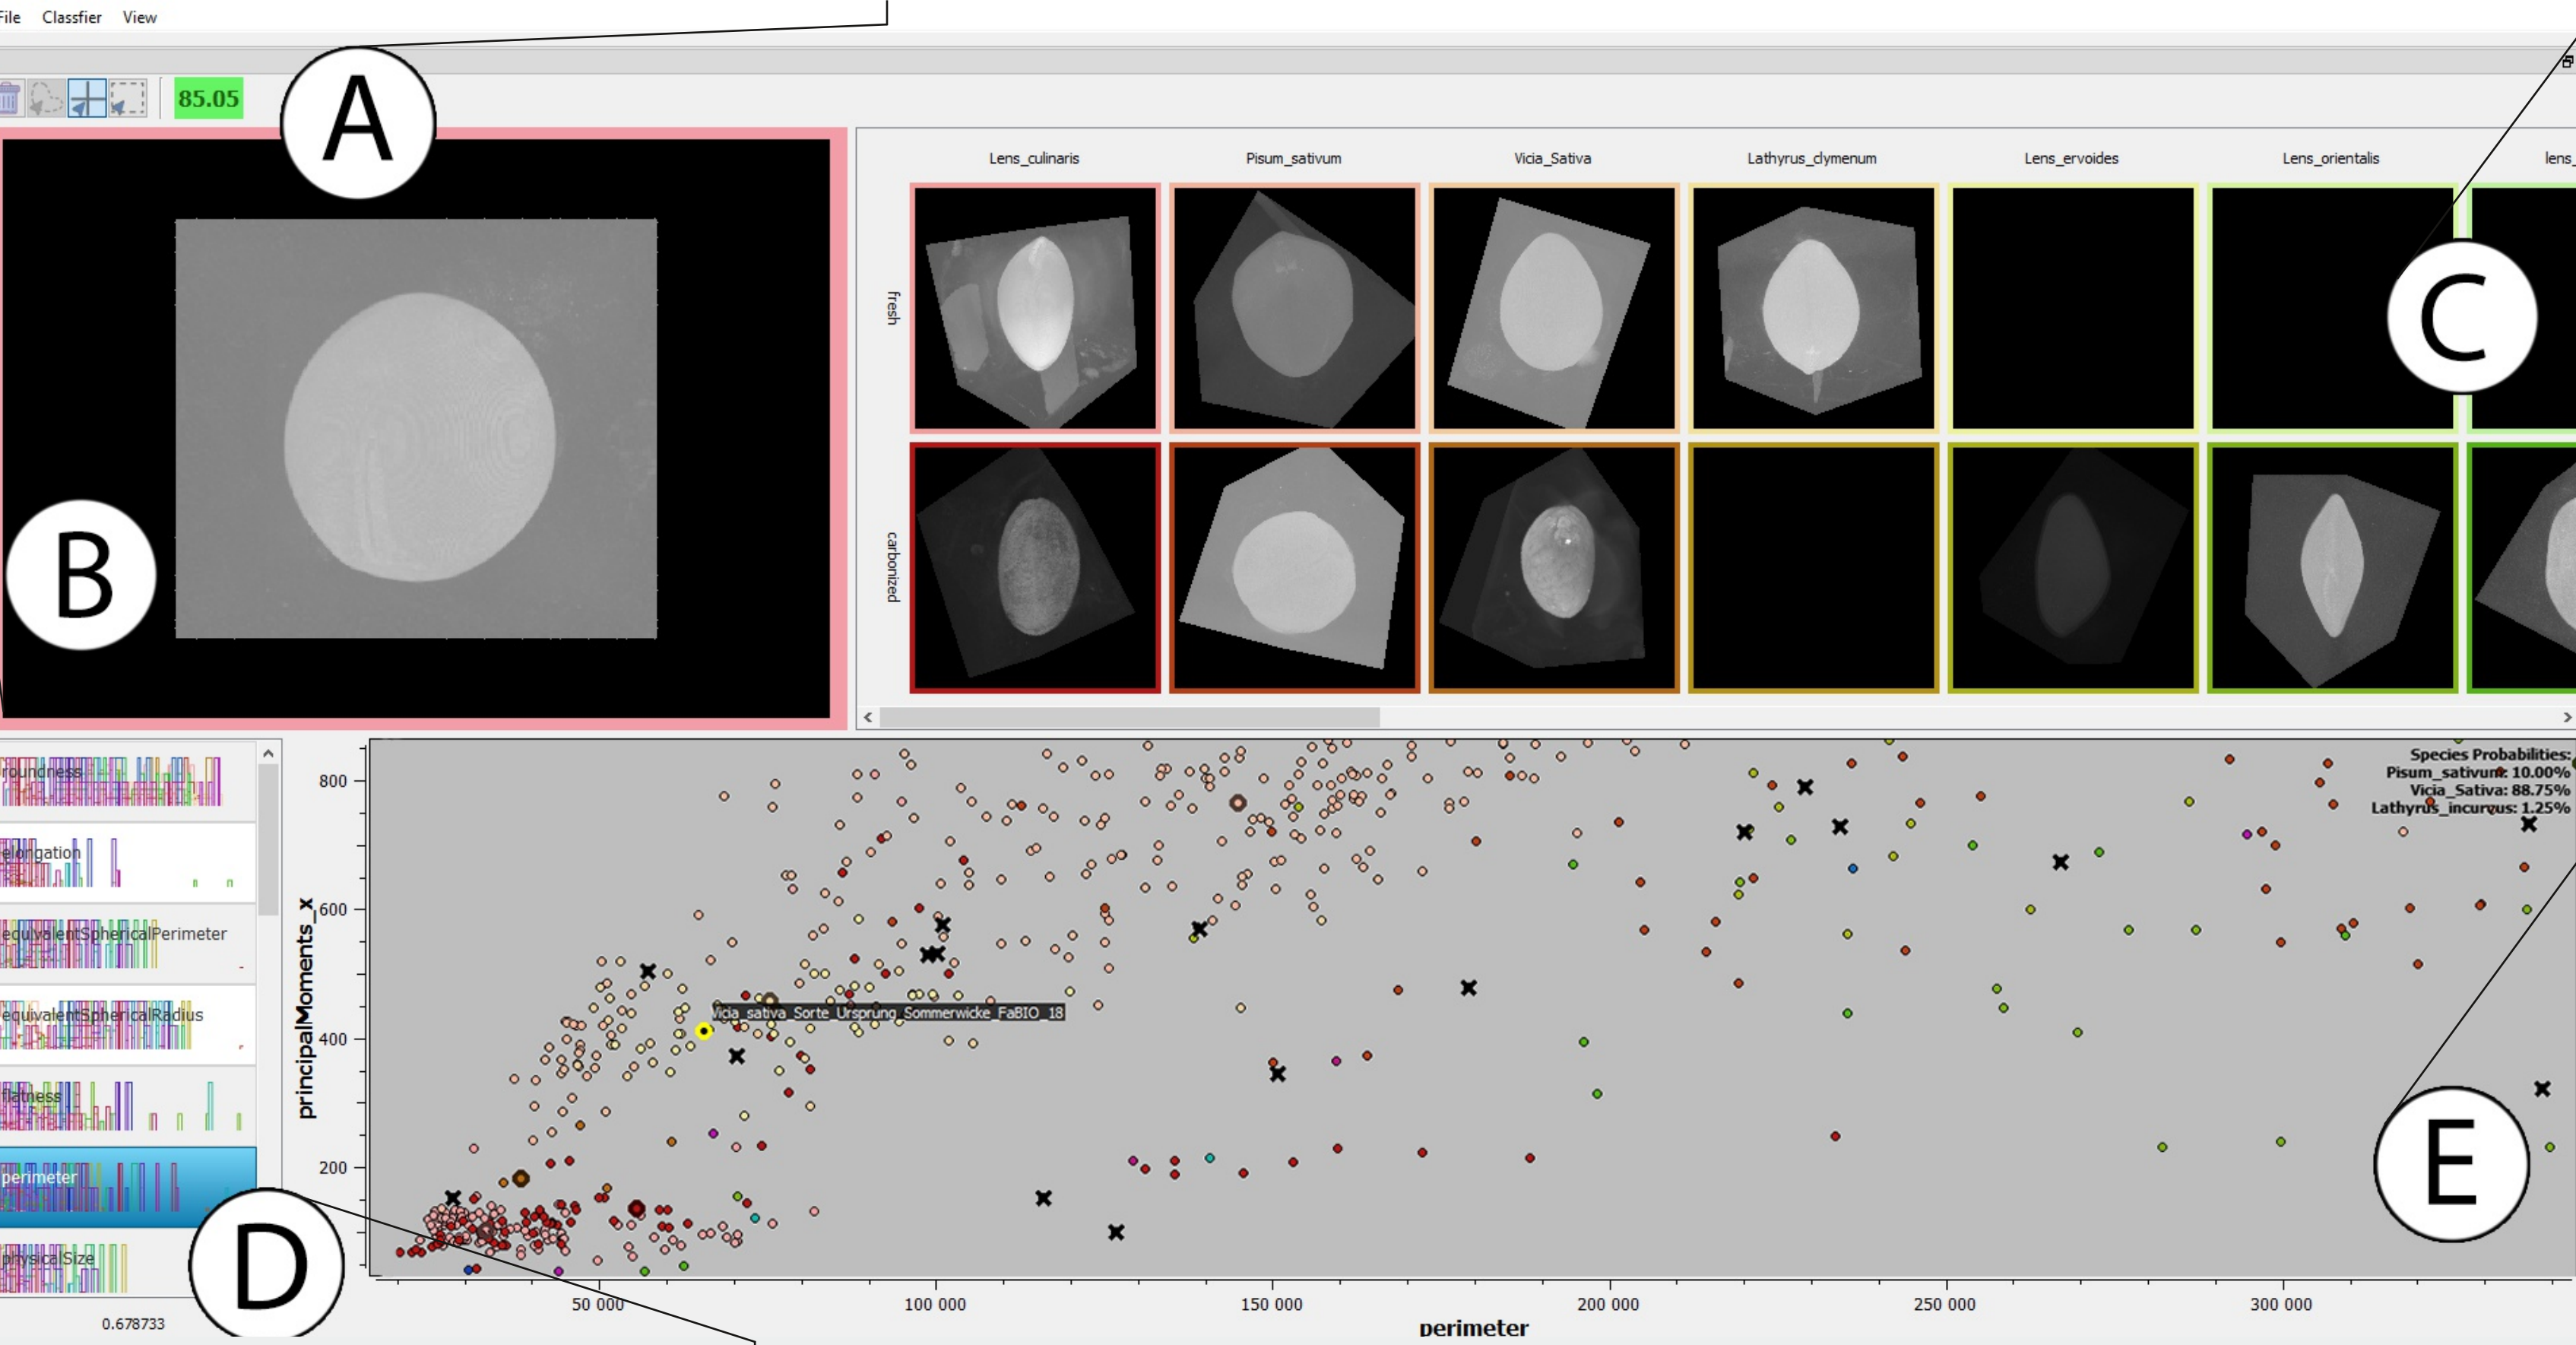 File Classfier View
A
85.05
Lens_culinaris Pisum_sativum Vicia_Sativa Lathyrus_clymenum Lens_ervoides Lens_orientalis lens_
fresh
C
B
carbonized
roundness
elongation
equivalentSphericalPerimeter
equivalentSphericalRadius
flatness
perimeter
physicalSize
0.678733
D
principalMoments_x
800
600
400
200
Species Probabilities:
Pisum_sativum: 10.00%
Vicia_Sativa: 88.75%
Lathyrus_incurvus: 1.25%
Vicia_sativa_Sorte_Ursprung_Sommerwicke_FaBIO_18
E
50 000 100 000 150 000 200 000 250 000 300 000
perimeter